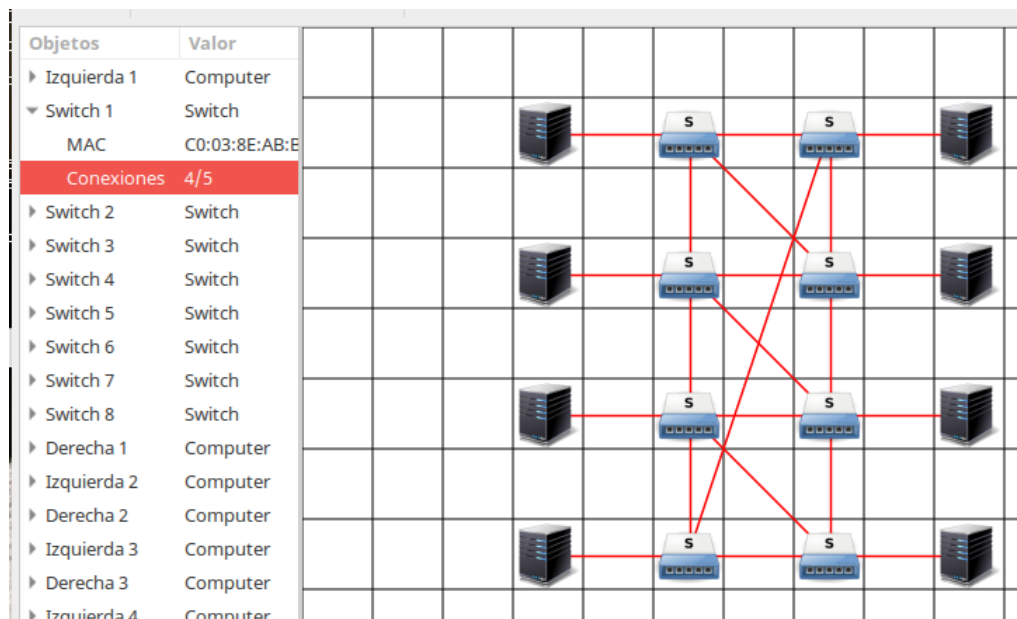 Objetos Valor
Izquierda 1 Computer
Switch 1 Switch
MAC C0:03:8E:AB:
Conexiones 4/5
Switch 2 Switch
Switch 3 Switch
Switch 4 Switch
Switch 5 Switch
Switch 6 Switch
Switch 7 Switch
Switch 8 Switch
Derecha 1 Computer
Izquierda 2 Computer
Derecha 2 Computer
Izquierda 3 Computer
Derecha 3 Computer
Izquierda 4 Computer
S S
S S
S S
S S